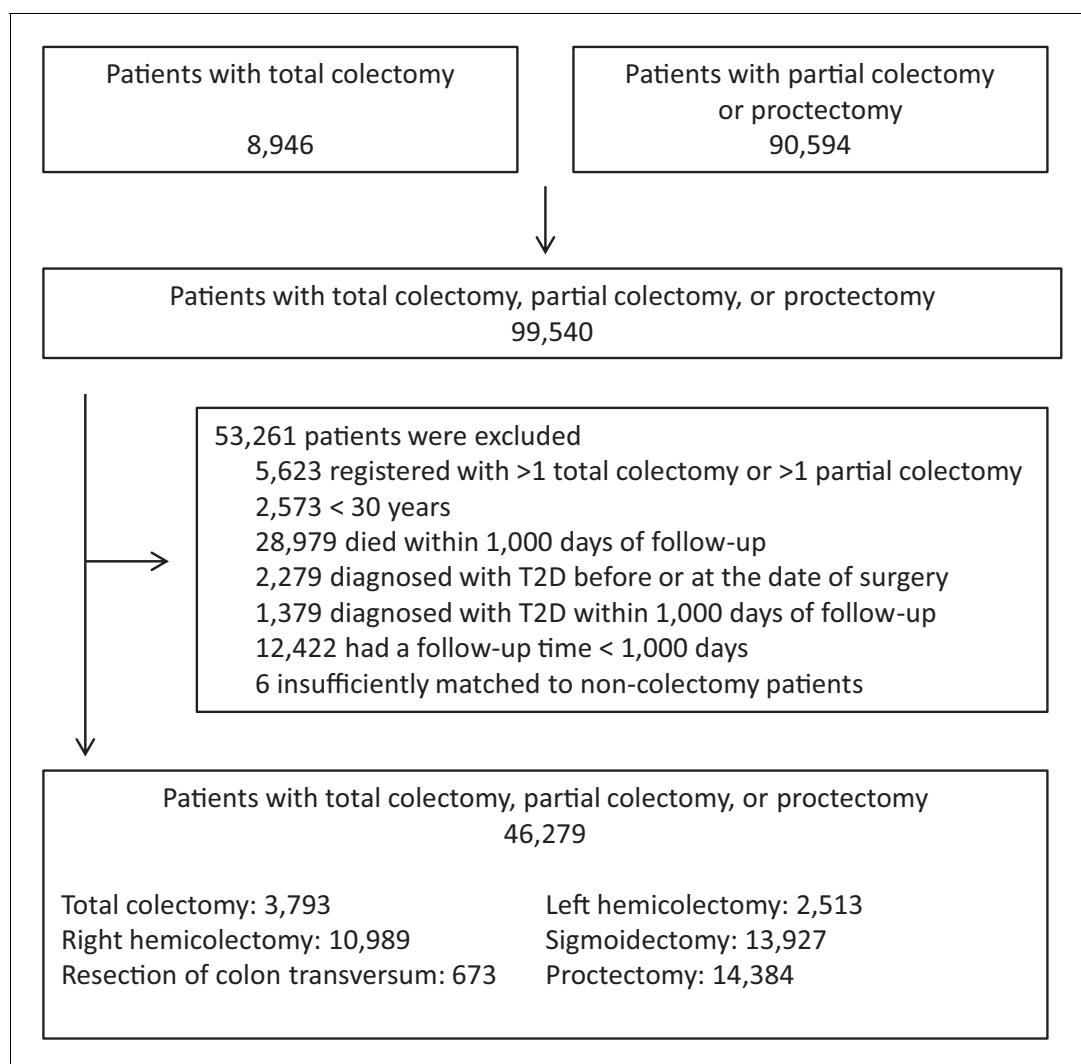 Patients with total colectomy
8,946
Patients with partial colectomy
or proctectomy
90,594
Patients with total colectomy, partial colectomy, or proctectomy
99,540
53,261 patients were excluded
5,623 registered with >1 total colectomy or >1 partial colectomy
2,573 < 30 years
28,979 died within 1,000 days of follow-up
2,279 diagnosed with T2D before or at the date of surgery
1,379 diagnosed with T2D within 1,000 days of follow-up
12,422 had a follow-up time < 1,000 days
6 insufficiently matched to non-colectomy patients
Patients with total colectomy, partial colectomy, or proctectomy
46,279
Total colectomy: 3,793
Right hemicolectomy: 10,989
Resection of colon transversum: 673
Left hemicolectomy: 2,513
Sigmoidectomy: 13,927
Proctectomy: 14,384